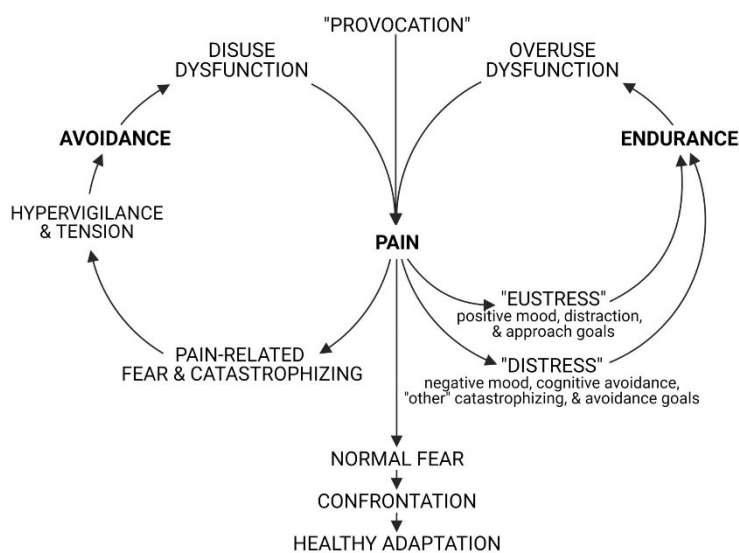 "PROVOCATION"
DISUSE
DYSFUNCTION
OVERUSE
DYSFUNCTION
AVOIDANCE
ENDURANCE
HYPERVIGILANCE
& TENSION
PAIN
"EUSTRESS"
positive mood, distraction,
& approach goals
PAIN-RELATED
FEAR & CATASTROPHIZING
"DISTRESS"
negative mood, cognitive avoidance,
"other" catastrophizing, & avoidance goals
NORMAL FEAR
CONFRONTATION
HEALTHY ADAPTATION